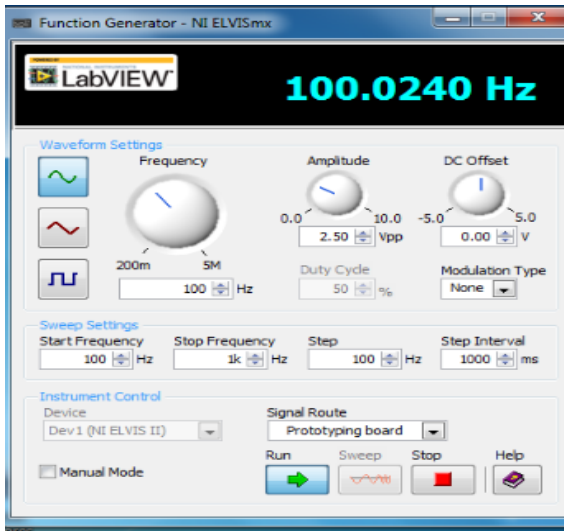 Function Generator - NI ELVISmx
LabVIEW
100.0240 Hz
Waveform Settings
Frequency
Amplitude
DC Offset
0.0
10.0
-5.0
5.0
2.50 Vpp
0.00 V
200m
5M
100 Hz
Duty Cycle
50 %
Modulation Type
None
Sweep Settings
Start Frequency
Stop Frequency
Step
Step Interval
100 Hz
1k Hz
100 Hz
1000 ms
Instrument Control
Device
Dev1 (NI ELVIS II)
Signal Route
Prototyping board
Manual Mode
Run
Sweep
Stop
Help